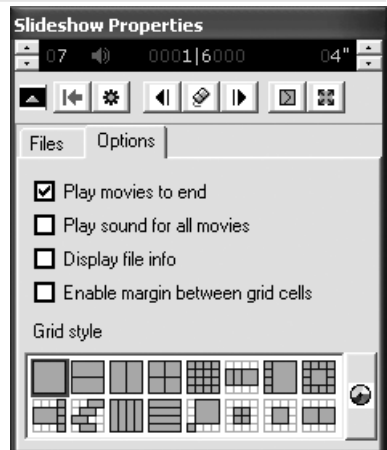 Slideshow Properties
07 0001|6000 04"
Files Options
Play movies to end
Play sound for all movies
Display file info
Enable margin between grid cells
Grid style